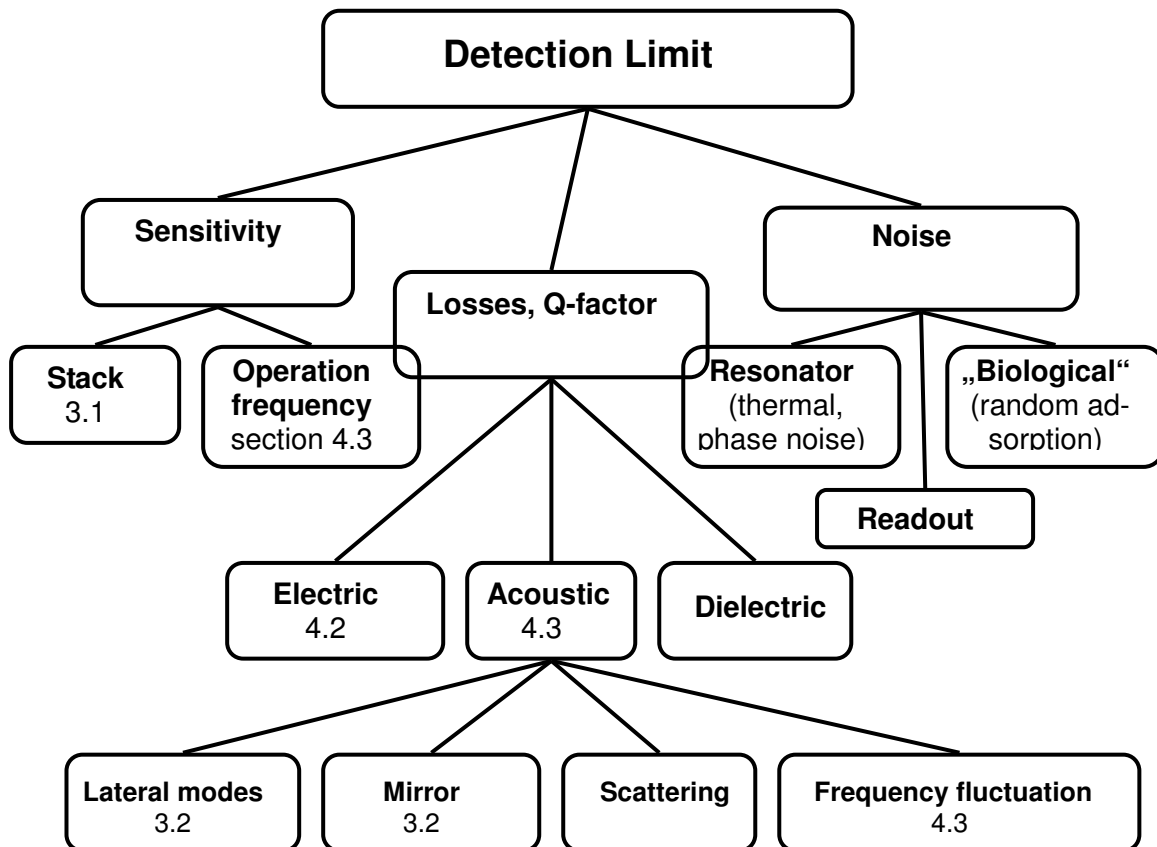 Detection Limit
Sensitivity
Noise
Losses, Q-factor
Stack
3.1
Operation
frequency
section 4.3
Resonator
(thermal,
phase noise)
„Biological“
(random ad-
sorption)
Readout
Electric
4.2
Acoustic
4.3
Dielectric
Lateral modes
3.2
Mirror
3.2
Scattering
Frequency fluctuation
4.3